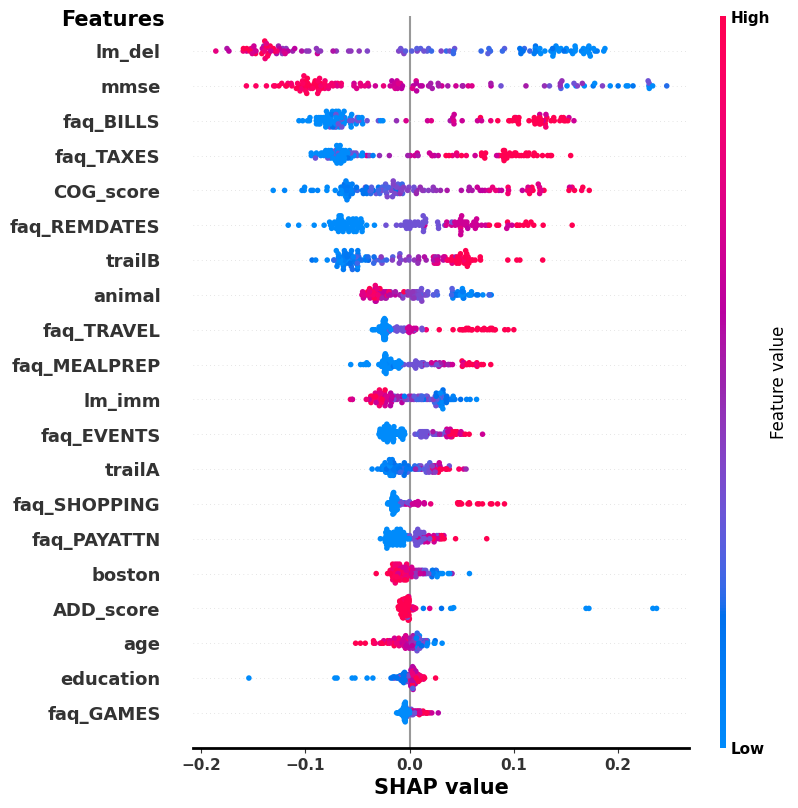 Features
High
lm_del
mmse
faq_BILLS
faq_TAXES
COG_score
faq_REMDATES
trailB
animal
faq_TRAVEL
faq_MEALPREP
lm_imm
faq_EVENTS
trailA
faq_SHOPPING
faq_PAYATTN
boston
ADD_score
age
education
faq_GAMES
Feature value
Low
−0.2 −0.1 0.0 0.1 0.2
SHAP value